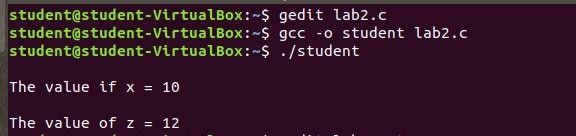 student@student-VirtualBox:~$ gedit lab2.c
student@student-VirtualBox:~$ gcc -o student lab2.c
student@student-VirtualBox:~$ ./student
The value if x = 10
The value of z = 12